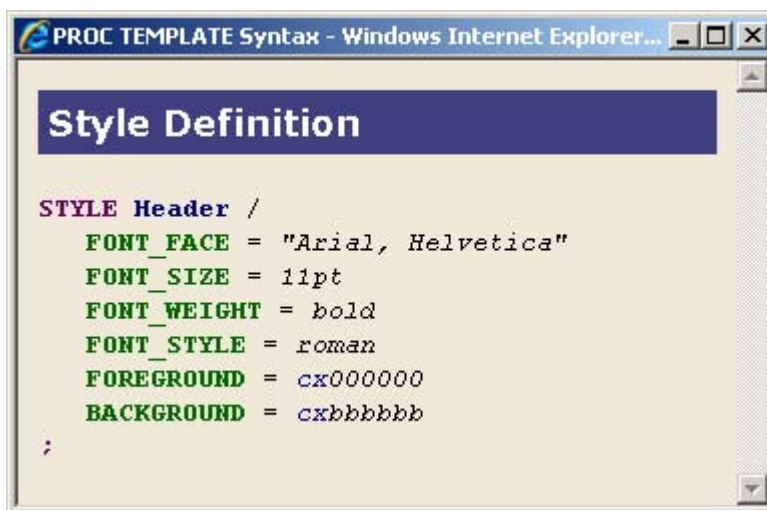 PROC TEMPLATE Syntax - Windows Internet Explorer...
Style Definition
STYLE Header /
FONT_FACE = "Arial, Helvetica"
FONT_SIZE = 11pt
FONT_WEIGHT = bold
FONT_STYLE = roman
FOREGROUND = cx000000
BACKGROUND = cxbbbbbb
;